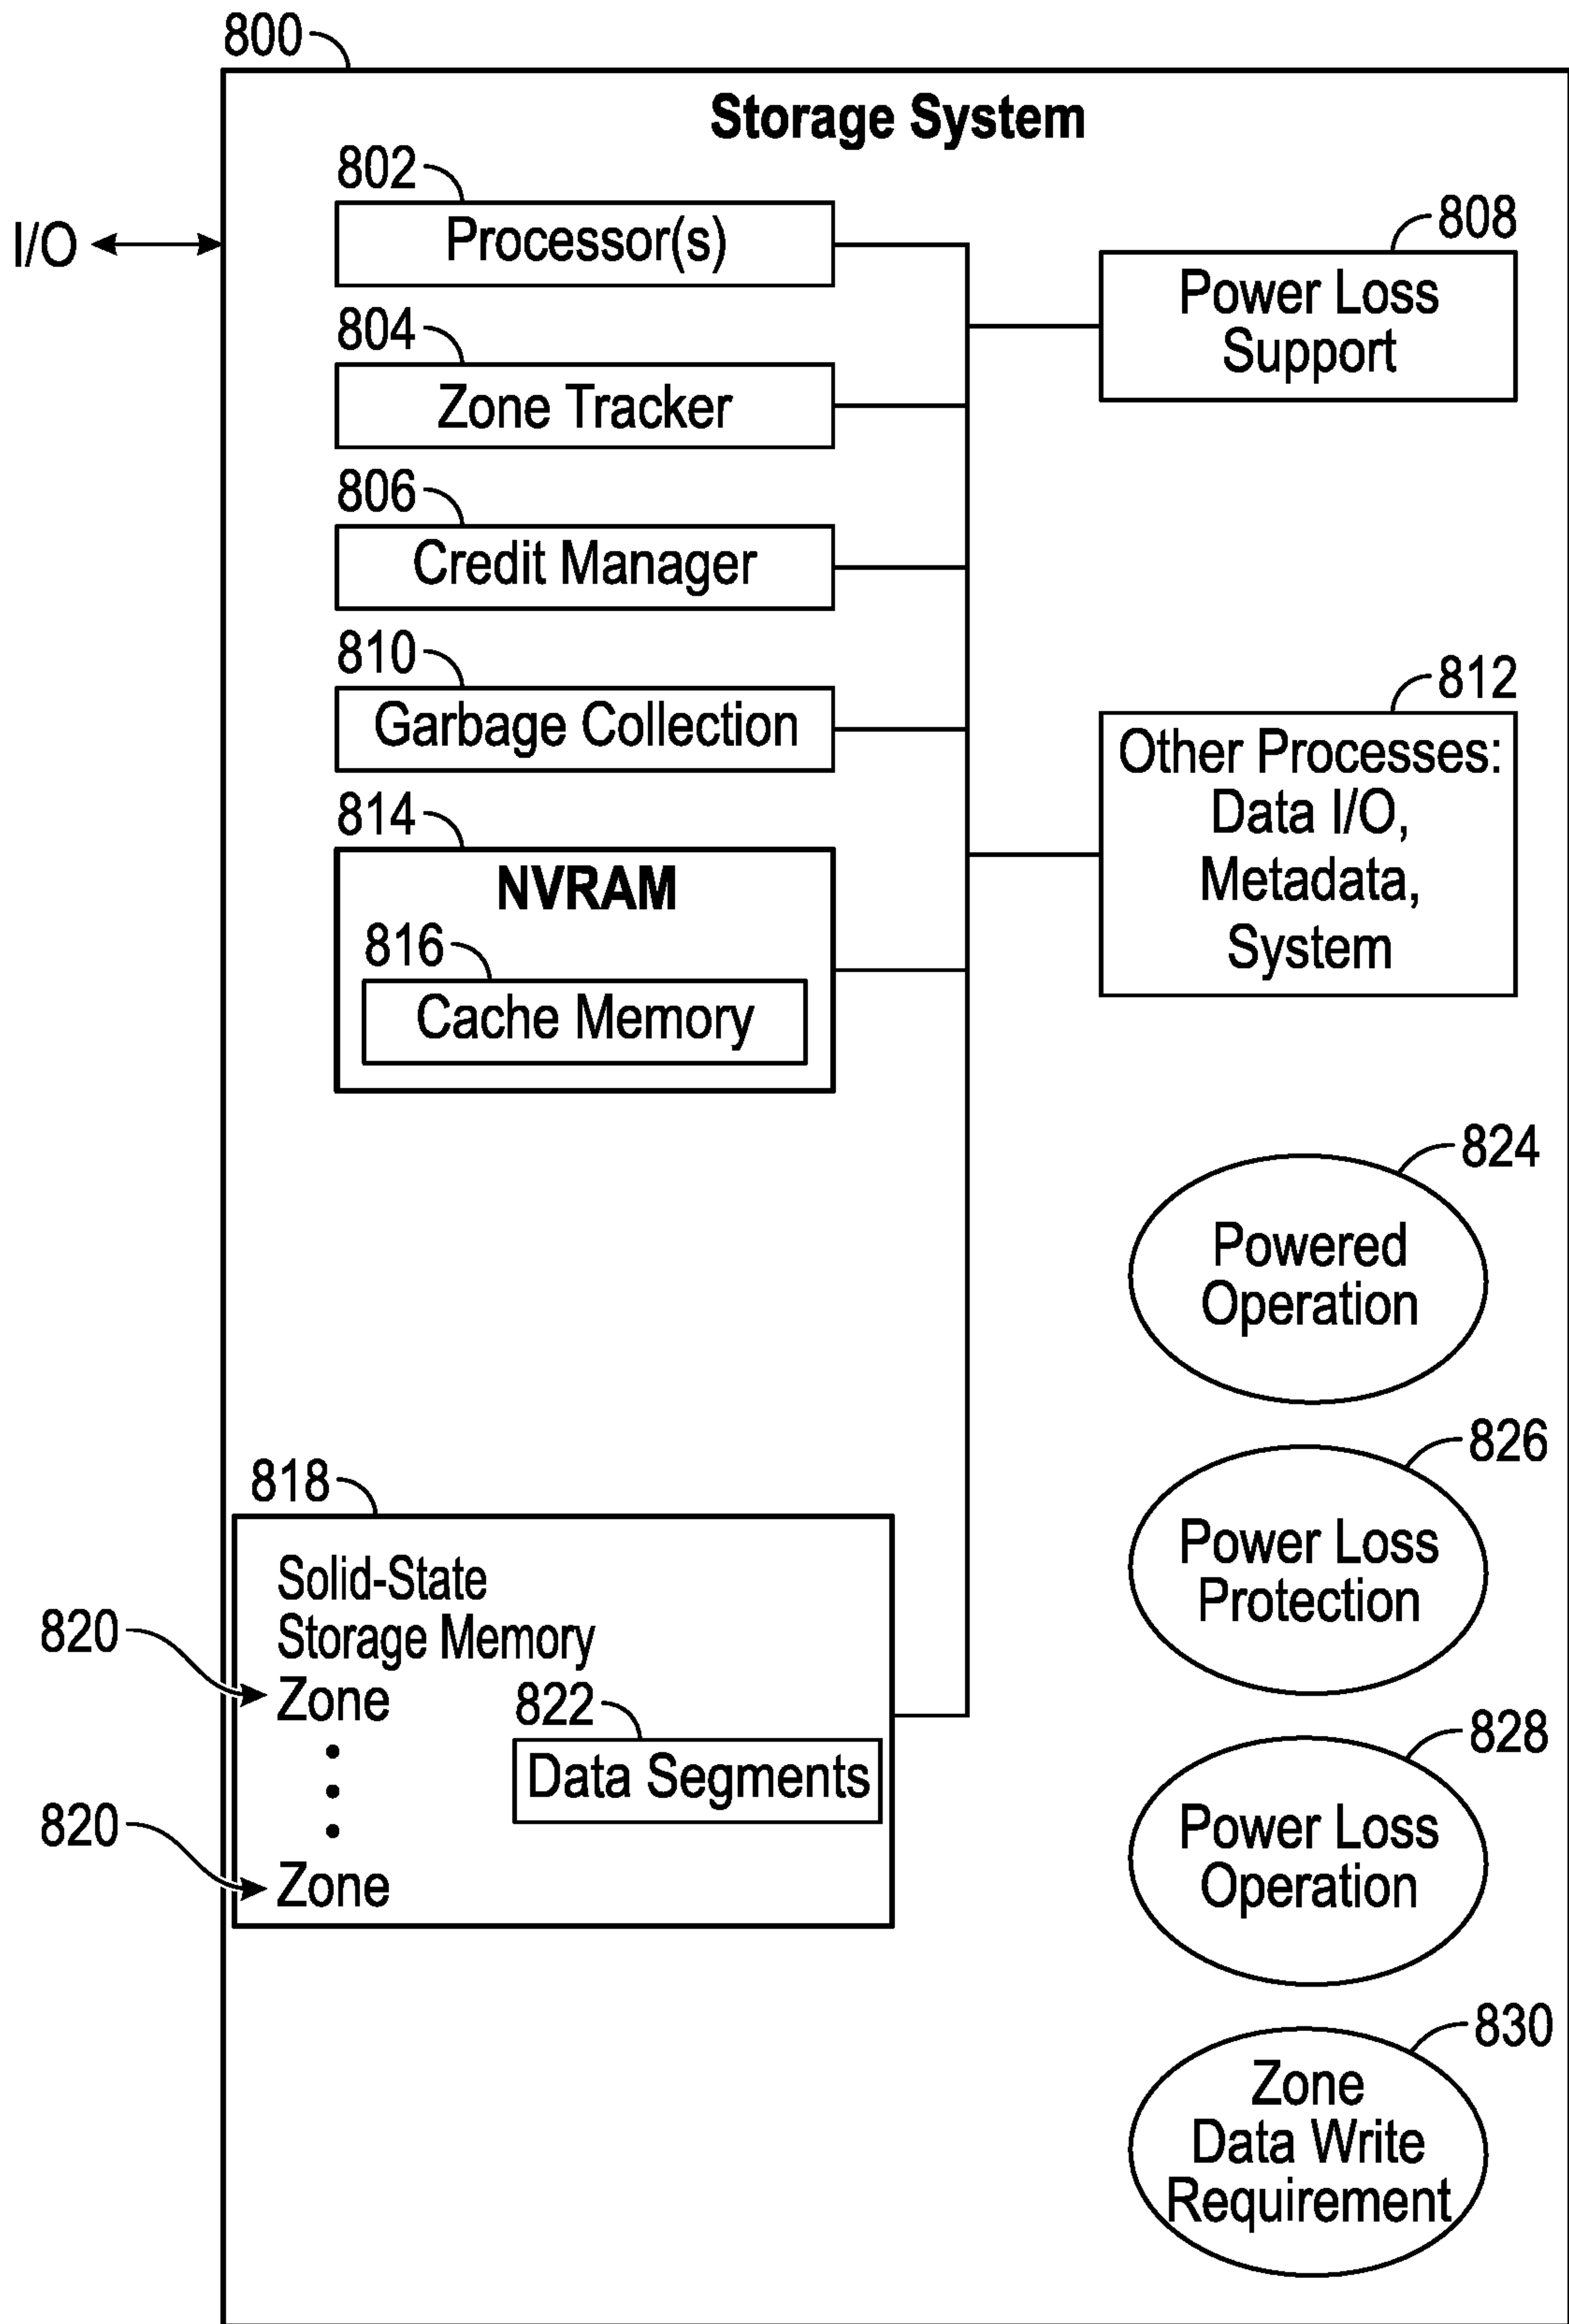 800
Storage System
I/O
802
Processor(s)
808
Power Loss
Support
804
Zone Tracker
806
Credit Manager
810
Garbage Collection
812
Other Processes:
Data I/O,
Metadata,
System
814
NVRAM
816
Cache Memory
824
Powered
Operation
826
Power Loss
Protection
818
Solid-State
Storage Memory
820
Zone
822
Data Segments
820
Zone
828
Power Loss
Operation
830
Zone
Data Write
Requirement